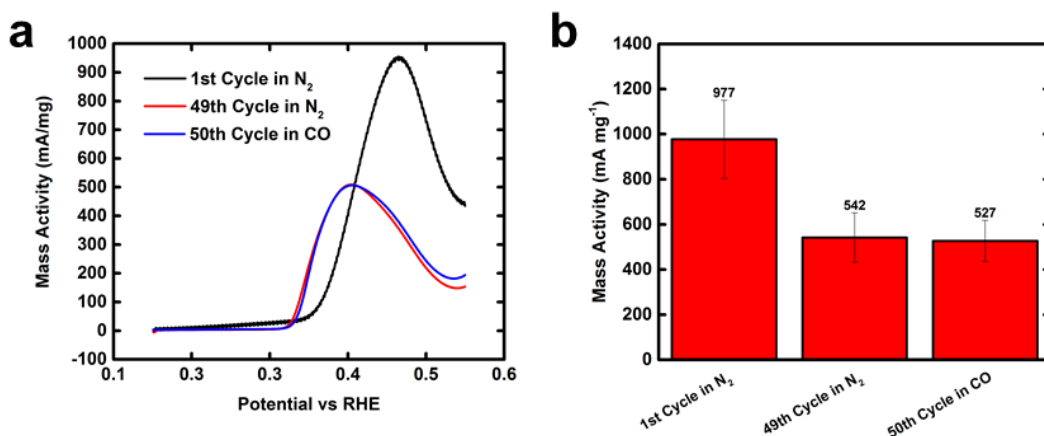 a
1000
900
800
700
600
500
400
300
200
100
0
-100
Mass Activity (mA/mg)
1st Cycle in N₂
49th Cycle in N₂
50th Cycle in CO
0.1 0.3 0.3 0.4 0.5 0.6
Potential vs RHE
b
1400
1200
1000
800
600
400
200
0
Mass Activity (mA mg⁻¹)
977
542
527
1st Cycle in N₂
49th Cycle in N₂
50th Cycle in CO